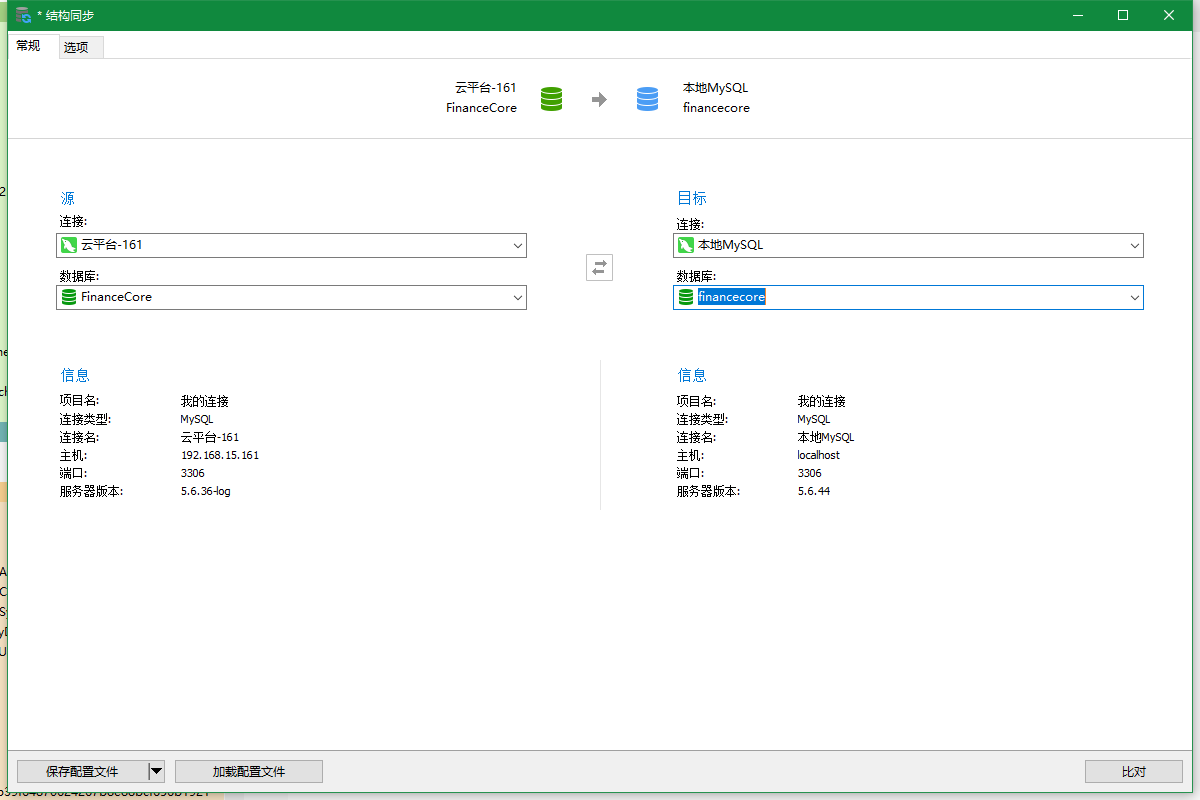 * 结构同步
常规 选项
云平台-161
FinanceCore
本地MySQL
financecore
源
连接:
云平台-161
数据库:
FinanceCore
目标
连接:
本地MySQL
数据库:
financecore
信息
项目名: 我的连接
连接类型: MySQL
连接名: 云平台-161
主机: 192.168.15.161
端口: 3306
服务器版本: 5.6.36-log
信息
项目名: 我的连接
连接类型: MySQL
连接名: 本地MySQL
主机: localhost
端口: 3306
服务器版本: 5.6.44
保存配置文件 加载配置文件 比对